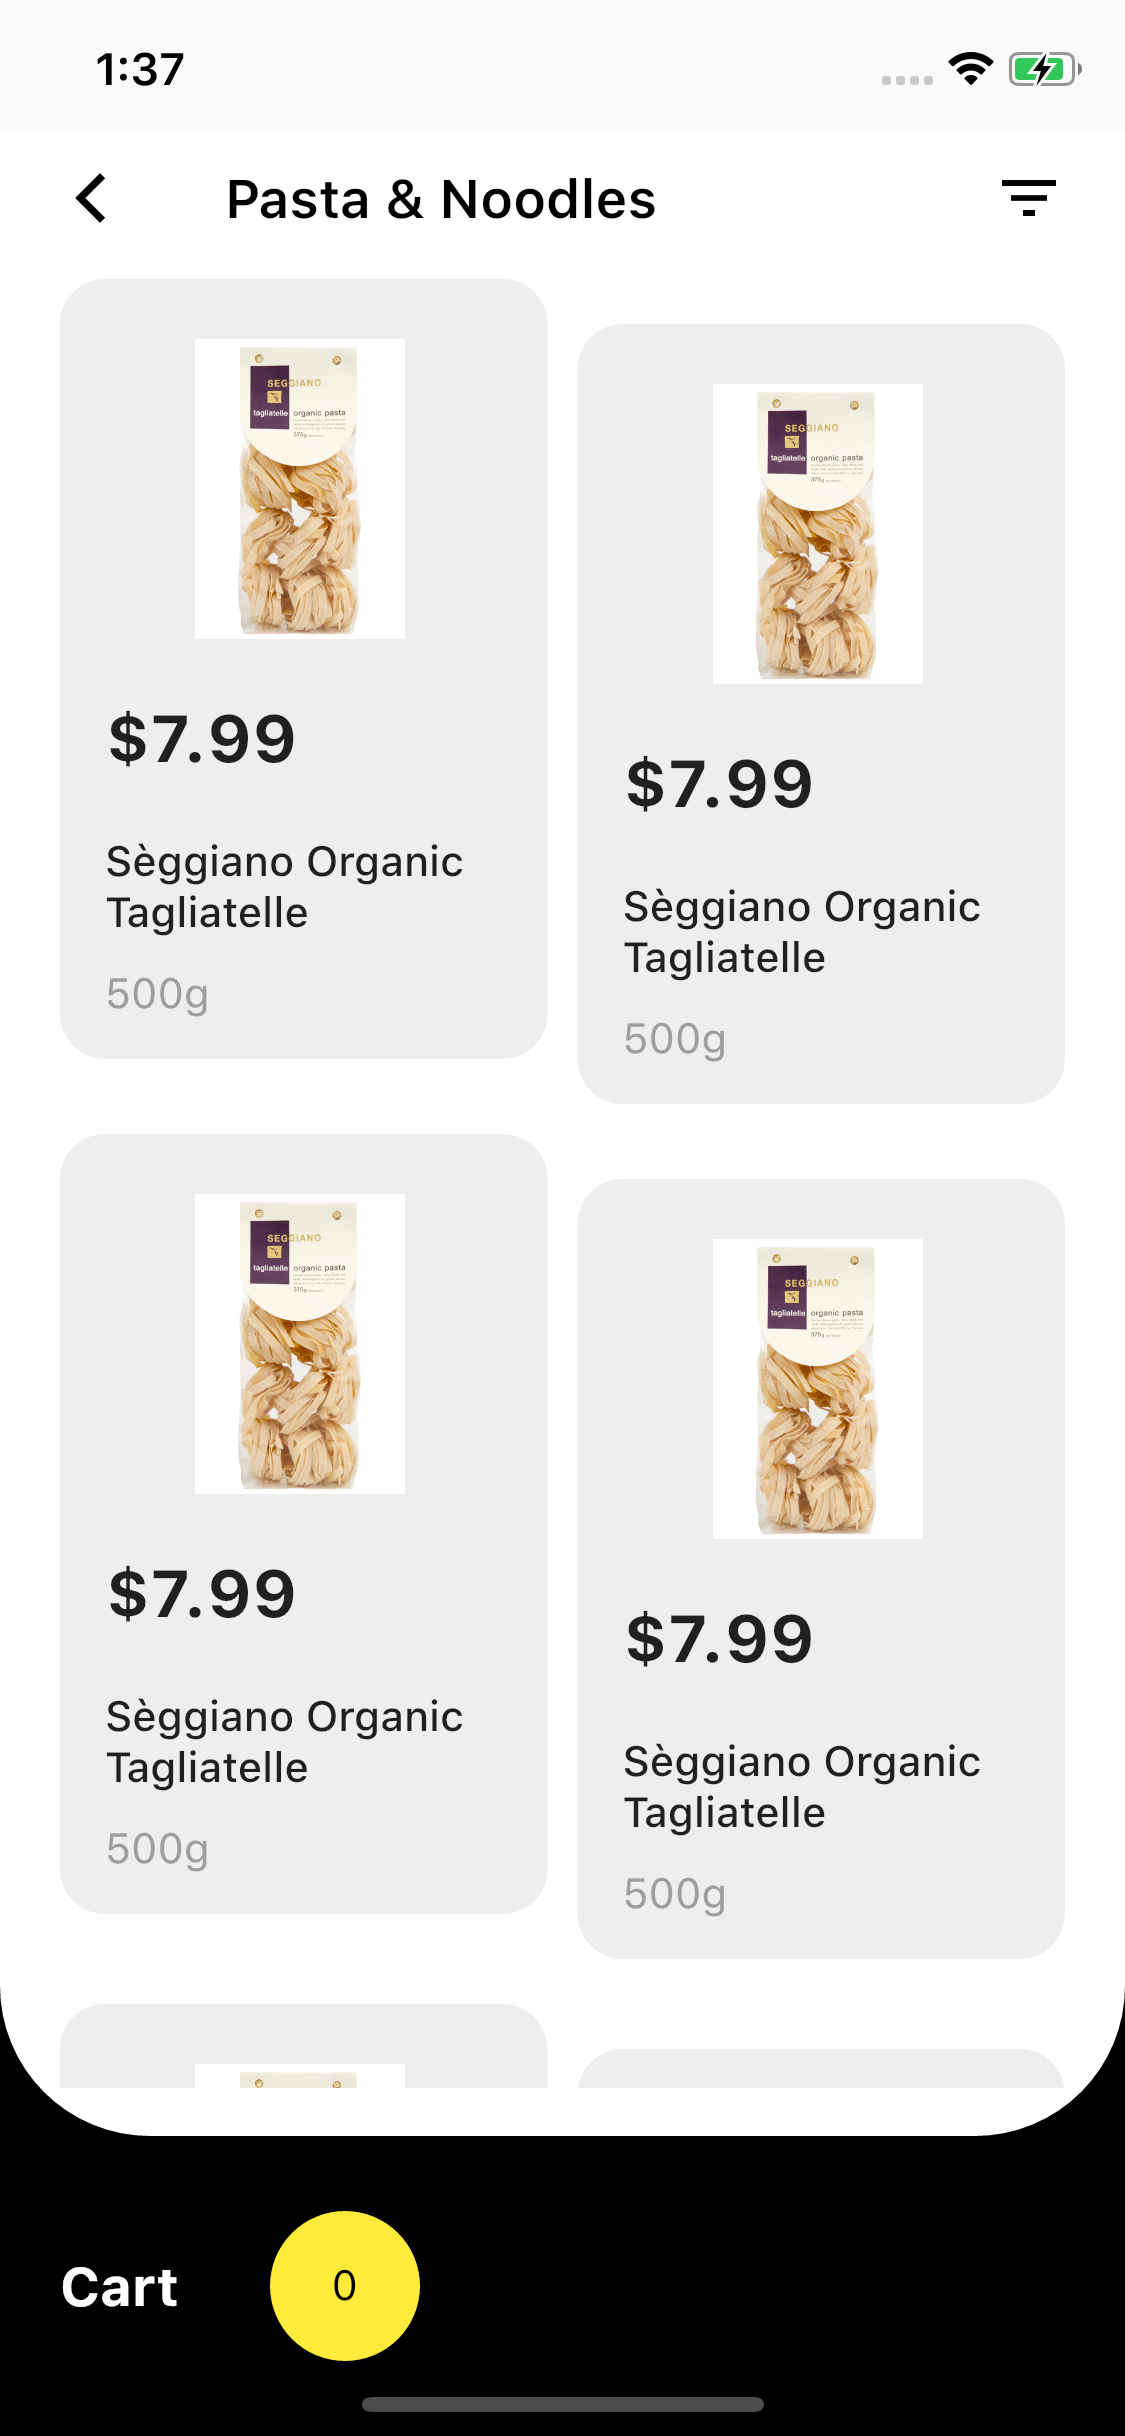 1:37
Pasta & Noodles
SEGGIANO
tagliatelle organic pasta
375g
$7.99
Sèggiano Organic
Tagliatelle
500g
SEGGIANO
tagliatelle organic pasta
375g
$7.99
Sèggiano Organic
Tagliatelle
500g
SEGGIANO
tagliatelle organic pasta
375g
$7.99
Sèggiano Organic
Tagliatelle
500g
SEGGIANO
tagliatelle organic pasta
375g
$7.99
Sèggiano Organic
Tagliatelle
500g
Cart
0